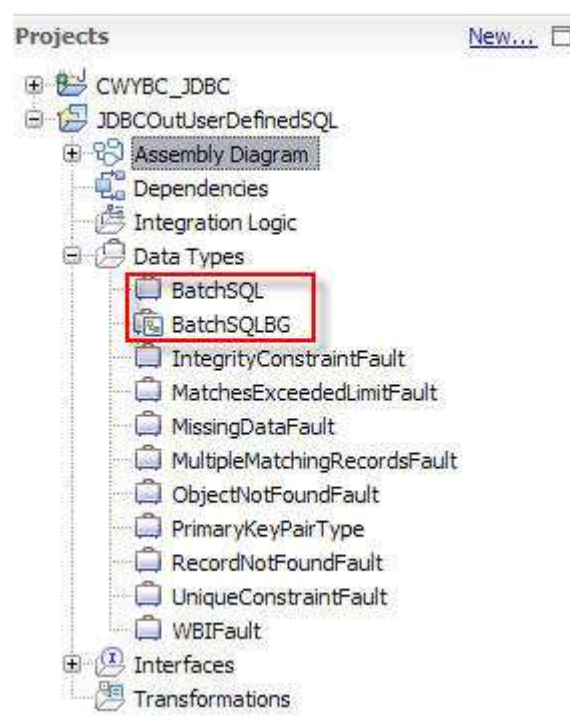 Projects New...
CWYBC_JDBC
JDBCOutUserDefinedSQL
Assembly Diagram
Dependencies
Integration Logic
Data Types
BatchSQL
BatchSQLBG
IntegrityConstraintFault
MatchesExceededLimitFault
MissingDataFault
MultipleMatchingRecordsFault
ObjectNotFoundFault
PrimaryKeyPairType
RecordNotFoundFault
UniqueConstraintFault
WBIFault
Interfaces
Transformations